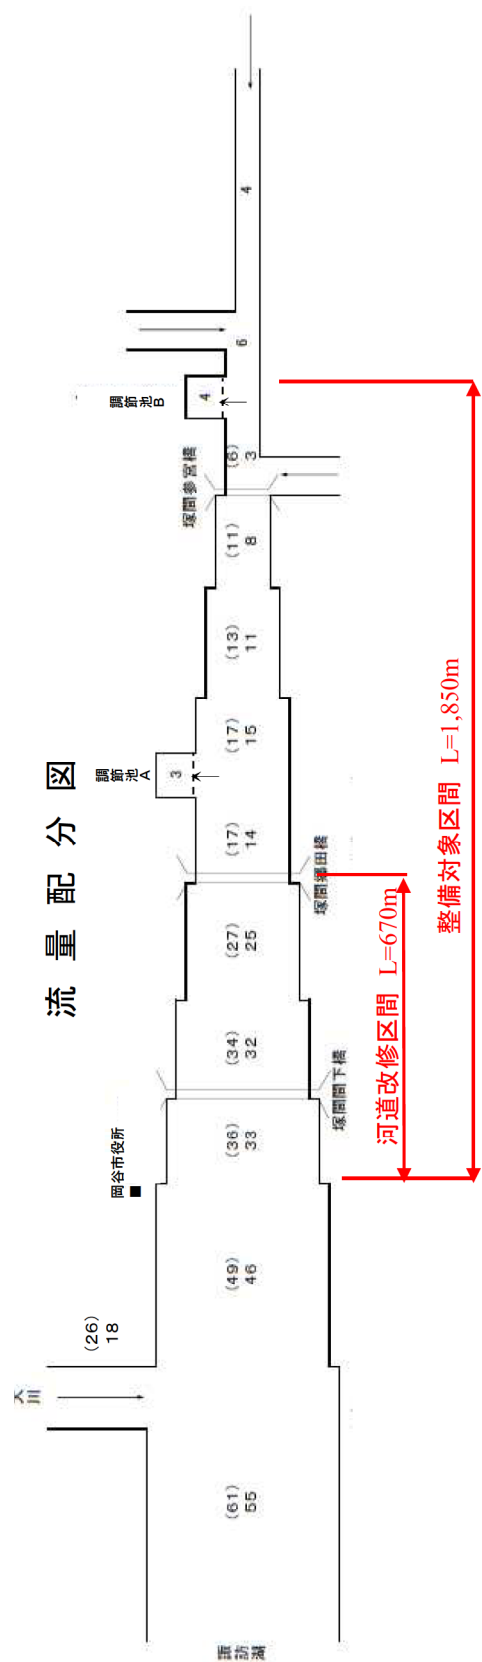 流量配分図
諏訪湖
(61)
55
大川
(26)
18
(49)
46
岡谷市役所
(36)
33
塚間間下橋
(34)
32
(27)
25
塚間郷田橋
(17)
14
調節池A
3
(17)
15
(13)
11
(11)
8
塚間参宮橋
(6)
3
調節池B
4
6
4
河道改修区間 L=670m
整備対象区間 L=1,850m